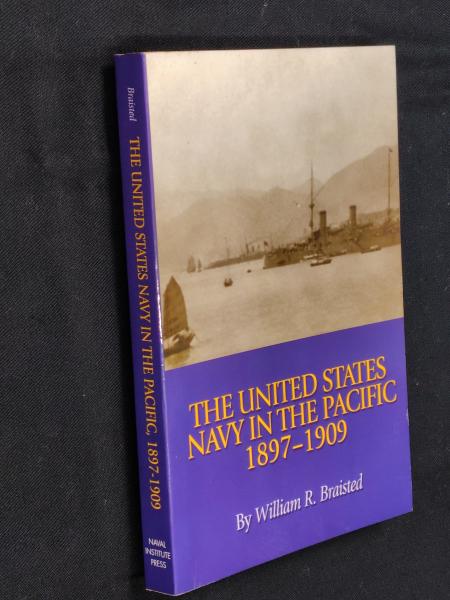 Braisted
THE UNITED STATES NAVY IN THE PACIFIC, 1897-1909
NAVAL
INSTITUTE
PRESS
THE UNITED STATES
NAVY IN THE PACIFIC
1897–1909
By William R. Braisted